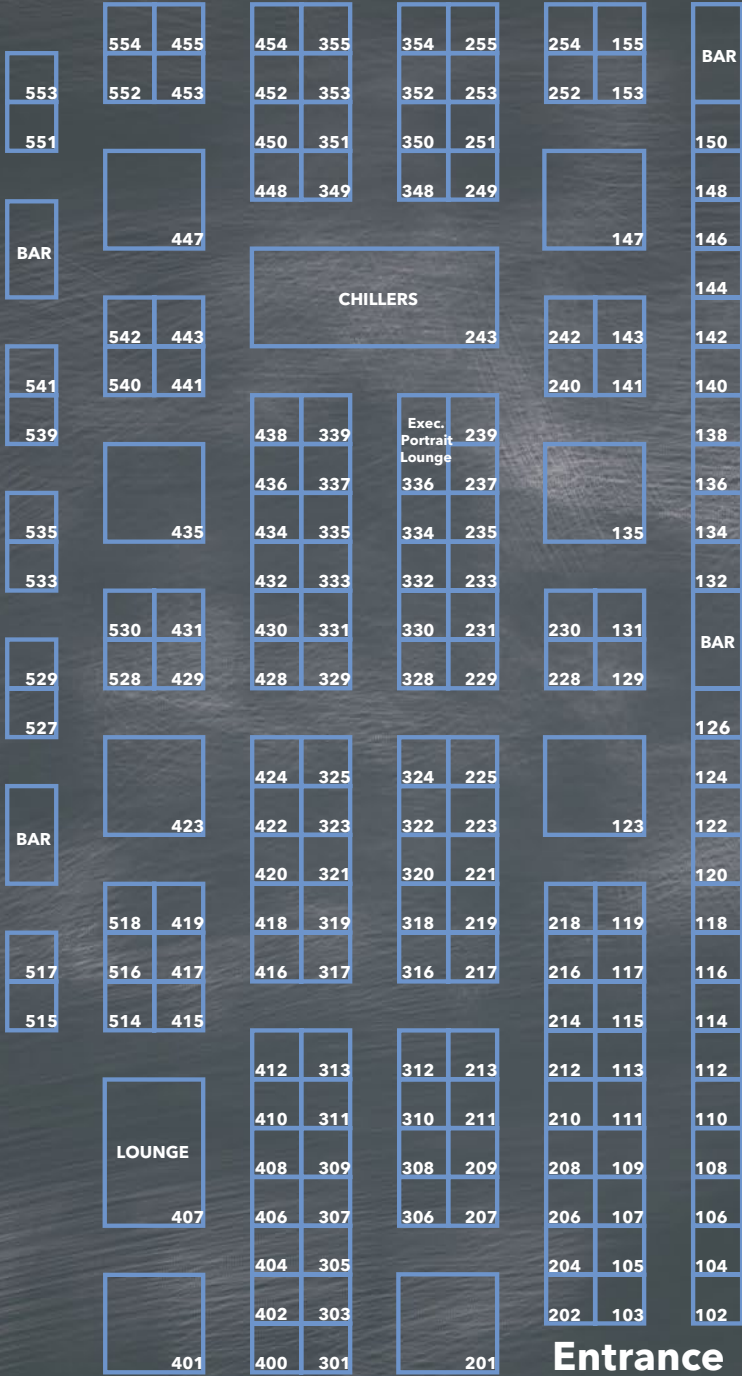 554 455 454 355 354 255 254 155 BAR
553 552 453 452 353 352 253 252 153
551 450 351 350 251 150
448 349 348 249 148
BAR 447 147 146
CHILLERS 144
542 443 243 242 143 142
541 540 441 240 141 140
Exec.
539 438 339 Portrait 239 138
Lounge
436 337 336 237 136
535 435 434 335 334 235 135 134
533 432 333 332 233 132
530 431 430 331 330 231 230 131 BAR
529 528 429 428 329 328 229 228 129
527 126
424 325 324 225 124
423 422 323 322 223 123 122
BAR 420 321 320 221 120
518 419 418 319 318 219 218 119 118
517 516 417 416 317 316 217 216 117 116
515 514 415 214 115 114
412 313 312 213 212 113 112
410 311 310 211 210 111 110
LOUNGE 408 309 308 209 208 109 108
407 406 307 306 207 206 107 106
404 305 204 105 104
402 303 202 103 102
401 400 301 201 Entrance